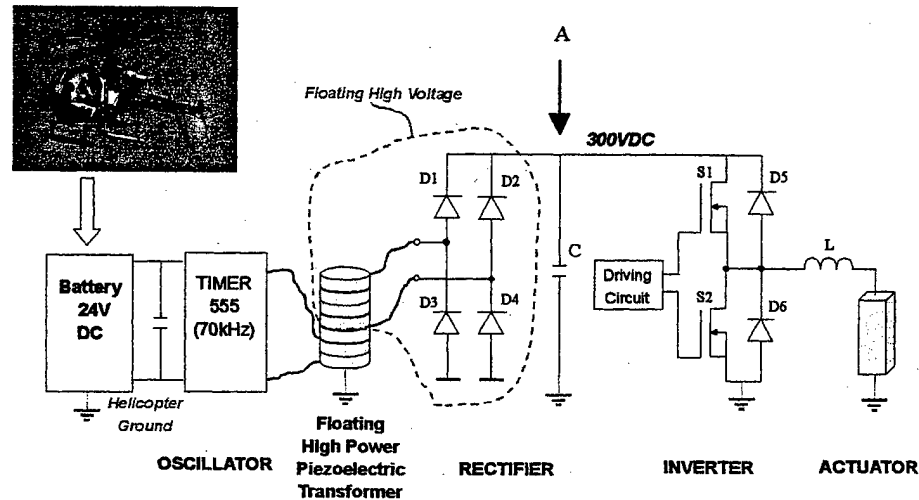 A
Floating High Voltage
300VDC
D1
D2
S1
D5
C
L
Battery
24V
DC
TIMER
555
(70kHz)
Driving
Circuit
D3
D4
S2
D6
Helicopter
Ground
Floating
High Power
Piezoelectric
Transformer
OSCILLATOR
RECTIFIER
INVERTER
ACTUATOR